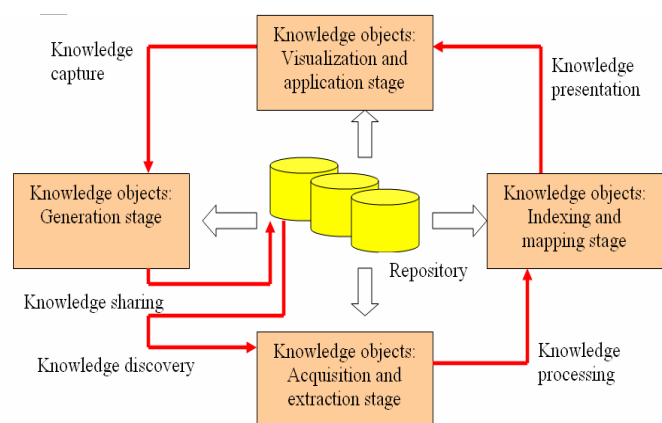 Knowledge objects:
Visualization and
application stage
Knowledge
capture
Knowledge
presentation
Knowledge objects:
Generation stage
Knowledge objects:
Indexing and
mapping stage
Repository
Knowledge sharing
Knowledge discovery
Knowledge objects:
Acquisition and
extraction stage
Knowledge
processing